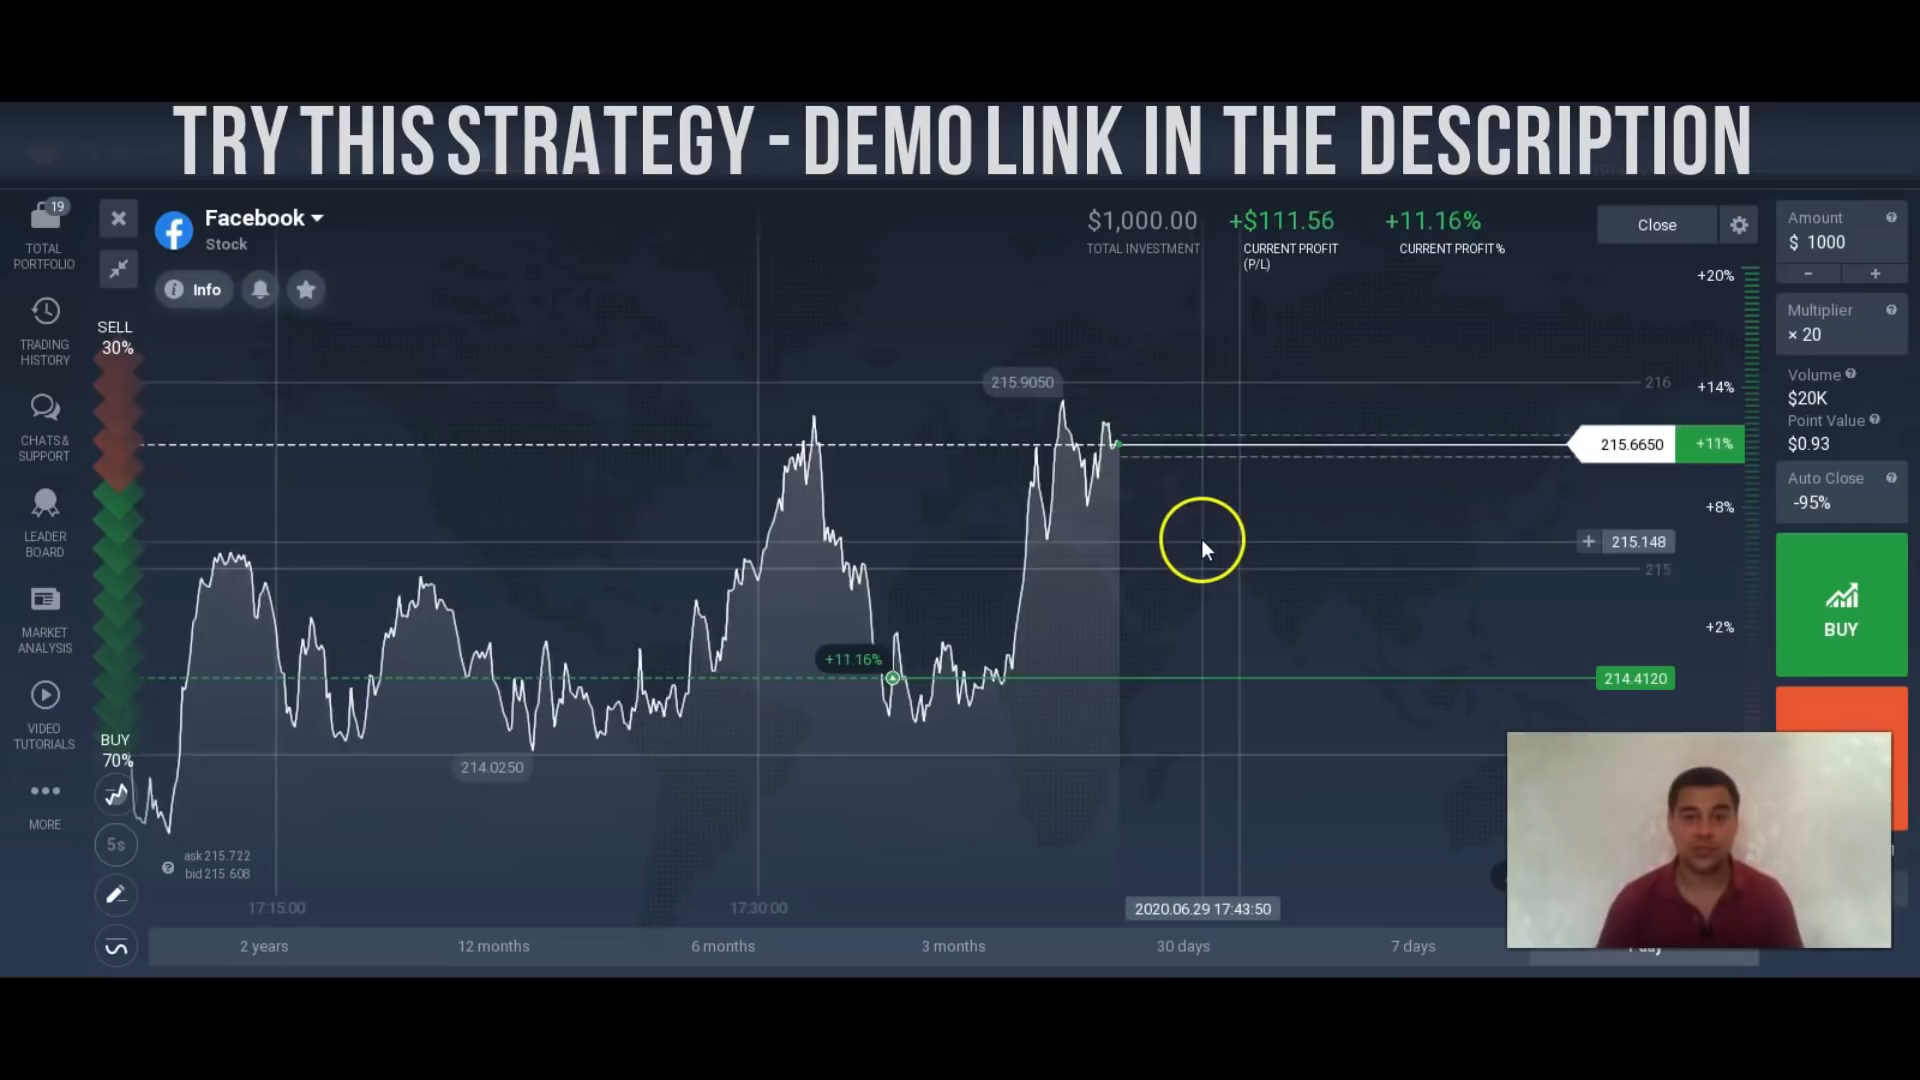 TRY THIS STRATEGY - DEMO LINK IN THE DESCRIPTION
19
TOTAL
PORTFOLIO
TRADING
HISTORY
CHATS &
SUPPORT
LEADER
BOARD
MARKET
ANALYSIS
VIDEO
TUTORIALS
MORE
Facebook
Stock
Info
SELL
30%
BUY
70%
5s
$1,000.00
TOTAL INVESTMENT
+$111.56
CURRENT PROFIT
(P/L)
+11.16%
CURRENT PROFIT%
Close
+20%
+14%
+11%
+8%
+2%
216
215.9050
215.6650
+ 215.148
215
+11.16%
214.4120
214.0250
ask 215.722
bid 215.608
17:15:00
17:30:00
2020.06.29 17:43:50
2 years
12 months
6 months
3 months
30 days
7 days
Amount
$ 1000
- +
Multiplier
× 20
Volume
$20K
Point Value
$0.93
Auto Close
-95%
BUY